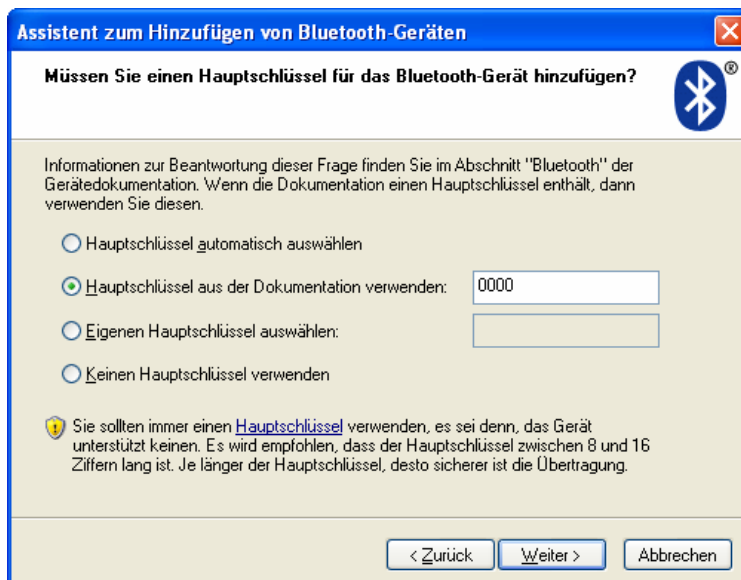 Assistent zum Hinzufügen von Bluetooth-Geräten
Müssen Sie einen Hauptschlüssel für das Bluetooth-Gerät hinzufügen?
®
Informationen zur Beantwortung dieser Frage finden Sie im Abschnitt "Bluetooth" der
Gerätedokumentation. Wenn die Dokumentation einen Hauptschlüssel enthält, dann
verwenden Sie diesen.
Hauptschlüssel automatisch auswählen
Hauptschlüssel aus der Dokumentation verwenden: 0000
Eigenen Hauptschlüssel auswählen:
Keinen Hauptschlüssel verwenden
Sie sollten immer einen Hauptschlüssel verwenden, es sei denn, das Gerät
unterstützt keinen. Es wird empfohlen, dass der Hauptschlüssel zwischen 8 und 16
Ziffern lang ist. Je länger der Hauptschlüssel, desto sicherer ist die Übertragung.
< Zurück Weiter > Abbrechen